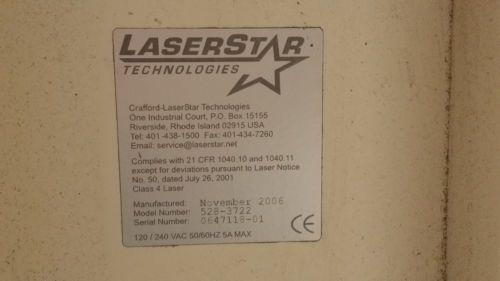 LASERSTAR
TECHNOLOGIES
Crafford-LaserStar Technologies
One Industrial Court, P.O. Box 15155
Riverside, Rhode Island 02915 USA
Tel: 401-438-1500 Fax: 401-434-7260
Email: service@laserstar.net
Complies with 21 CFR 1040.10 and 1040.11
except for deviations pursuant to Laser Notice
No. 50, dated July 26, 2001
Class 4 Laser
Manufactured: November 2006
Model Number: 528-3722
Serial Number: 0647118-01
120 / 240 VAC 50/60HZ 5A MAX
CE